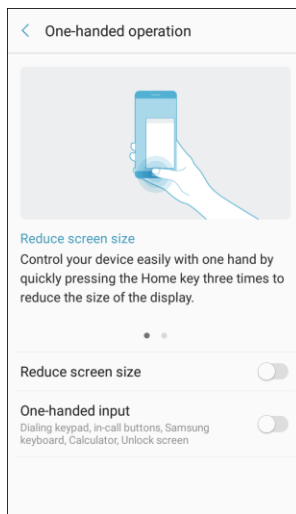 One-handed operation
Reduce screen size
Control your device easily with one hand by
quickly pressing the Home key three times to
reduce the size of the display.
Reduce screen size
One-handed input
Dialing keypad, in-call buttons, Samsung
keyboard, Calculator, Unlock screen